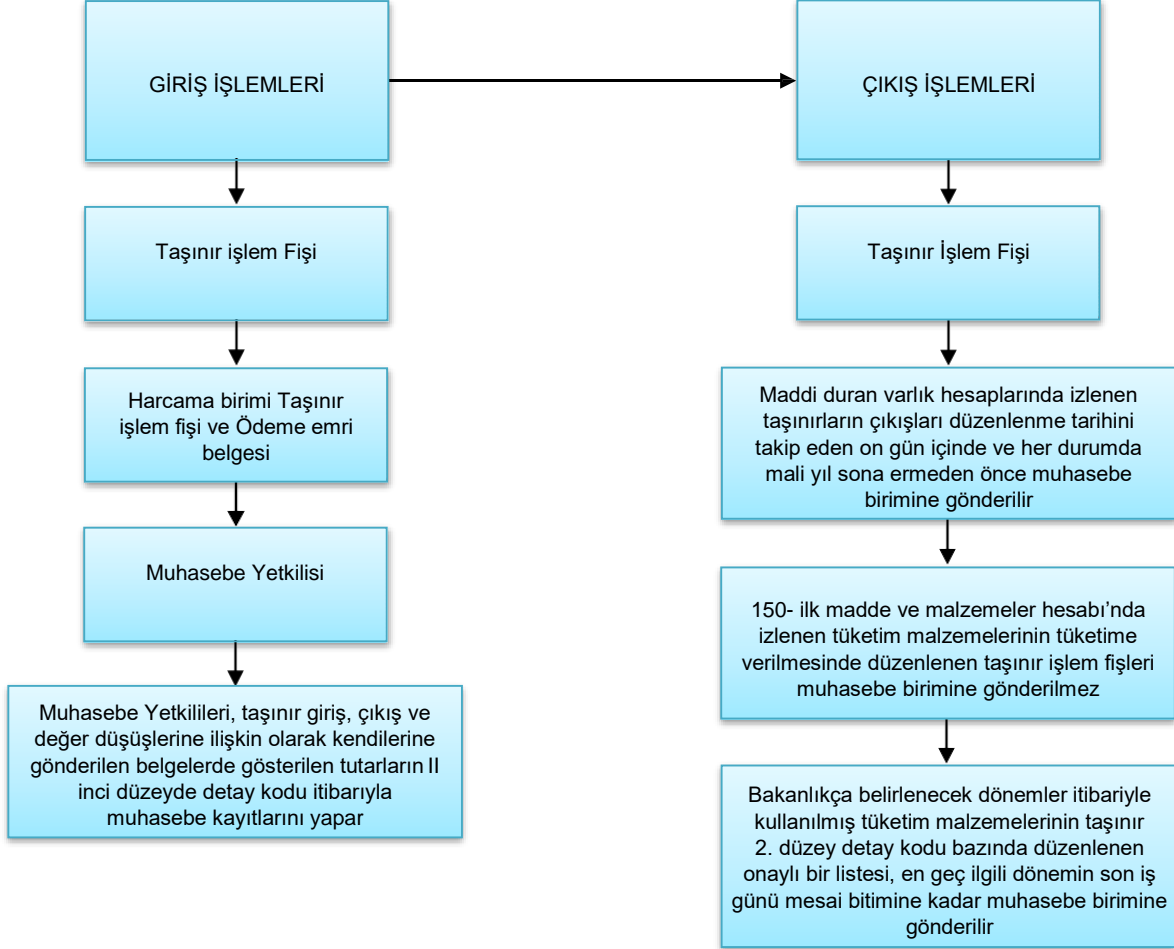 GİRİŞ İŞLEMLERİ
Taşınır işlem Fişi
Harcama birimi Taşınır
işlem fişi ve Ödeme emri
belgesi
Muhasebe Yetkilisi
Muhasebe Yetkilileri, taşınır giriş, çıkış ve
değer düşüşlerine ilişkin olarak kendilerine
gönderilen belgelerde gösterilen tutarların II
inci düzeyde detay kodu itibarıyla
muhasebe kayıtlarını yapar
ÇIKIŞ İŞLEMLERİ
Taşınır İşlem Fişi
Maddi duran varlık hesaplarında izlenen
taşınırların çıkışları düzenlenme tarihini
takip eden on gün içinde ve her durumda
mali yıl sona ermeden önce muhasebe
birimine gönderilir
150- ilk madde ve malzemeler hesabı’nda
izlenen tüketim malzemelerinin tüketime
verilmesinde düzenlenen taşınır işlem fişleri
muhasebe birimine gönderilmez
Bakanlıkça belirlenecek dönemler itibariyle
kullanılmış tüketim malzemelerinin taşınır
2. düzey detay kodu bazında düzenlenen
onaylı bir listesi, en geç ilgili dönemin son iş
günü mesai bitimine kadar muhasebe birimine
gönderilir